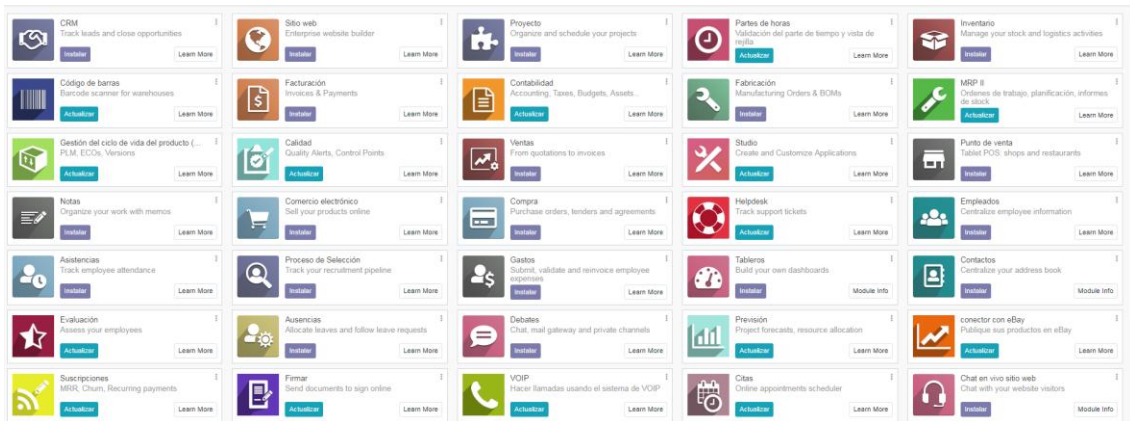 CRM
Track leads and close opportunities
Instalar
Learn More
Sitio web
Enterprise website builder
Instalar
Learn More
Proyecto
Organize and schedule your projects
Instalar
Learn More
Partes de horas
Validación del parte de tiempo y vista de
rejilla
Actualizar
Learn More
Inventario
Manage your stock and logistics activities
Instalar
Learn More
Código de barras
Barcode scanner for warehouses
Actualizar
Learn More
Facturación
Invoices & Payments
Instalar
Learn More
Contabilidad
Accounting, Taxes, Budgets, Assets...
Actualizar
Learn More
Fabricación
Manufacturing Orders & BOMs
Instalar
Learn More
MRP II
Ordenes de trabajo, planificación, informes
de stock
Actualizar
Learn More
Gestión del ciclo de vida del producto (...
PLM, ECOs, Versions
Actualizar
Learn More
Calidad
Quality Alerts, Control Points
Actualizar
Learn More
Ventas
From quotations to invoices
Instalar
Learn More
Studio
Create and Customize Applications
Actualizar
Learn More
Punto de venta
Tablet POS: shops and restaurants
Instalar
Learn More
Notas
Organize your work with memos
Instalar
Learn More
Comercio electrónico
Sell your products online
Instalar
Learn More
Compra
Purchase orders, tenders and agreements
Instalar
Learn More
Helpdesk
Track support tickets
Actualizar
Learn More
Empleados
Centralize employee information
Instalar
Learn More
Asistencias
Track employee attendance
Instalar
Learn More
Proceso de Selección
Track your recruitment pipeline
Instalar
Learn More
Gastos
Submit, validate and reinvoice employee
expenses
Instalar
Learn More
Tableros
Build your own dashboards
Instalar
Module Info
Contactos
Centralize your address book
Instalar
Module Info
Evaluación
Assess your employees
Actualizar
Learn More
Ausencias
Allocate leaves and follow leave requests
Instalar
Learn More
Debates
Chat, mail gateway and private channels
Instalar
Learn More
Previsión
Project forecasts, resource allocation
Actualizar
Learn More
conector con eBay
Publique sus productos en eBay
Actualizar
Learn More
Suscripciones
MRR, Churn, Recurring payments
Actualizar
Learn More
Firmar
Send documents to sign online
Actualizar
Learn More
VOIP
Hacer llamadas usando el sistema de VOIP
Actualizar
Learn More
Citas
Online appointments scheduler
Actualizar
Learn More
Chat en vivo sitio web
Chat with your website visitors
Instalar
Module Info